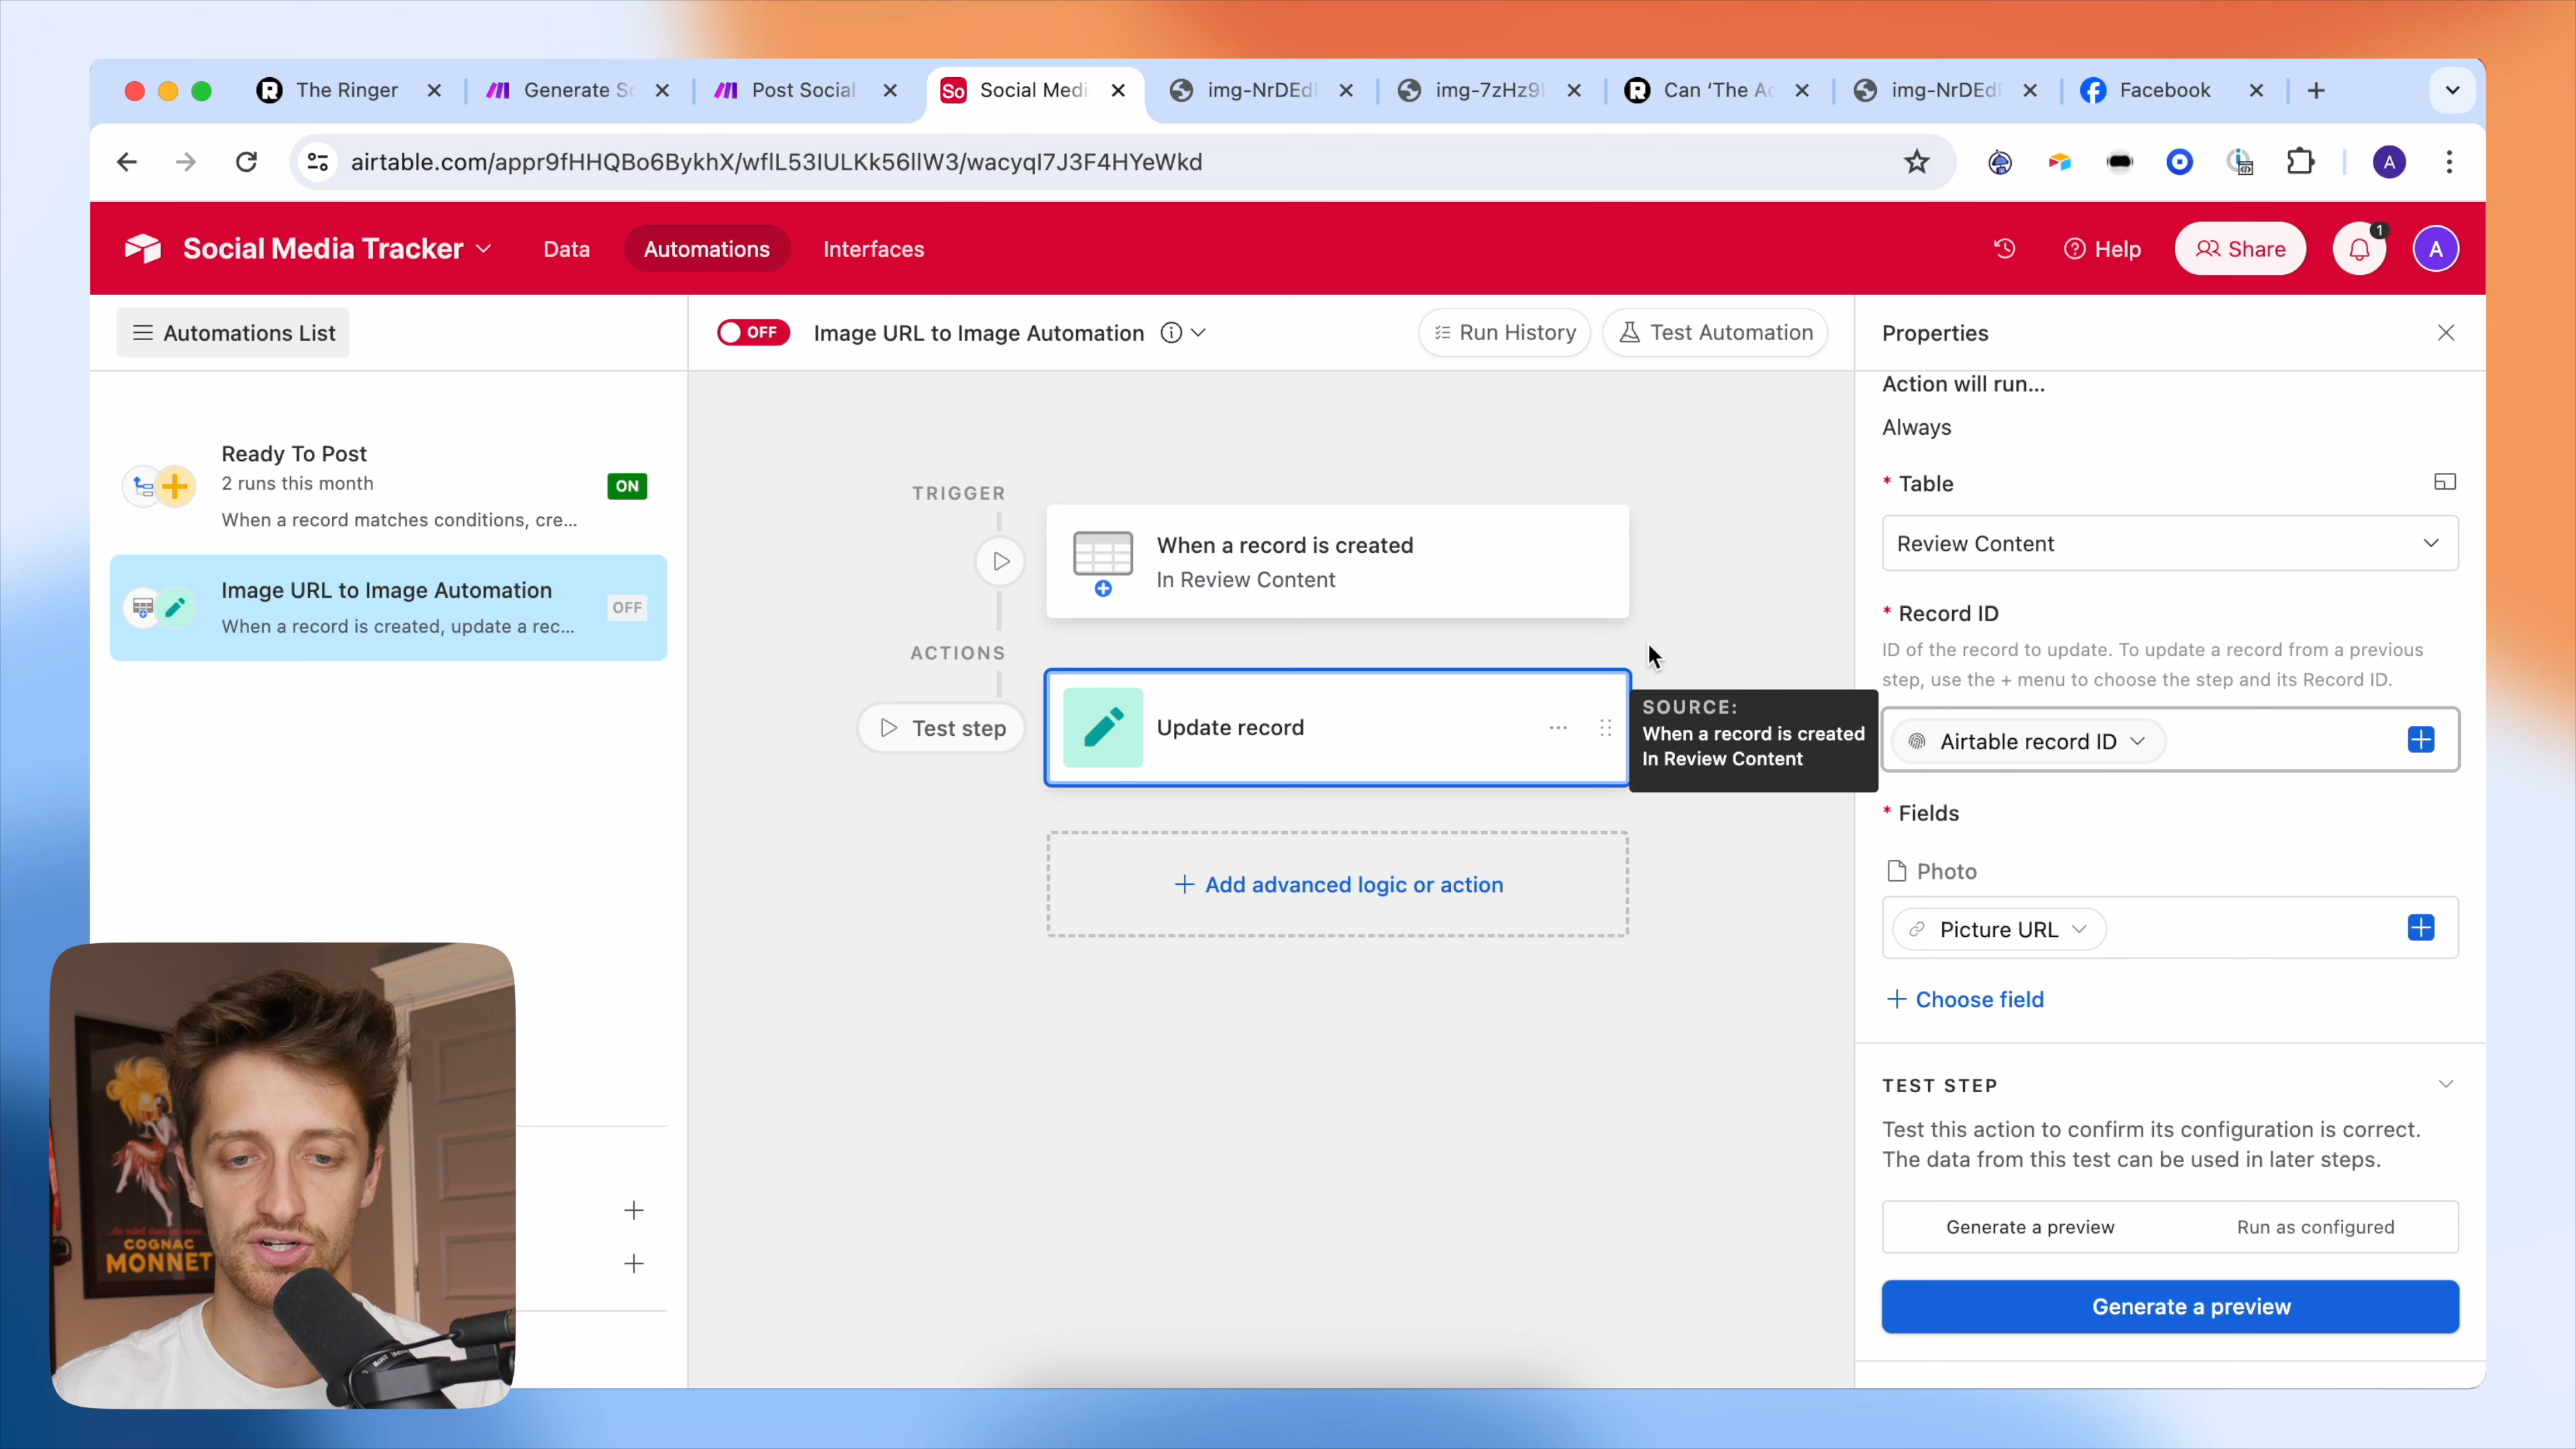 The Ringer
Generate Sc
Post Social
So
Social Medi
img-NrDEdI
img-7zHz9I
Can ‘The Ac
img-NrDEdF
Facebook
airtable.com/appr9fHHQBo6BykhX/wflL53IULKk56llW3/wacyqI7J3F4HYeWkd
A
Social Media Tracker
Data
Automations
Interfaces
Help
Share
1
A
Automations List
OFF
Image URL to Image Automation
Run History
Test Automation
Properties
Action will run...
Always
* Table
Review Content
* Record ID
ID of the record to update. To update a record from a previous
step, use the + menu to choose the step and its Record ID.
Airtable record ID
* Fields
Photo
Picture URL
Choose field
TEST STEP
Test this action to confirm its configuration is correct.
The data from this test can be used in later steps.
Generate a preview
Run as configured
Generate a preview
Ready To Post
2 runs this month
ON
When a record matches conditions, cre...
Image URL to Image Automation
OFF
When a record is created, update a rec...
TRIGGER
When a record is created
In Review Content
ACTIONS
Test step
Update record
SOURCE:
When a record is created
In Review Content
Add advanced logic or action
COGNAC
MONNET